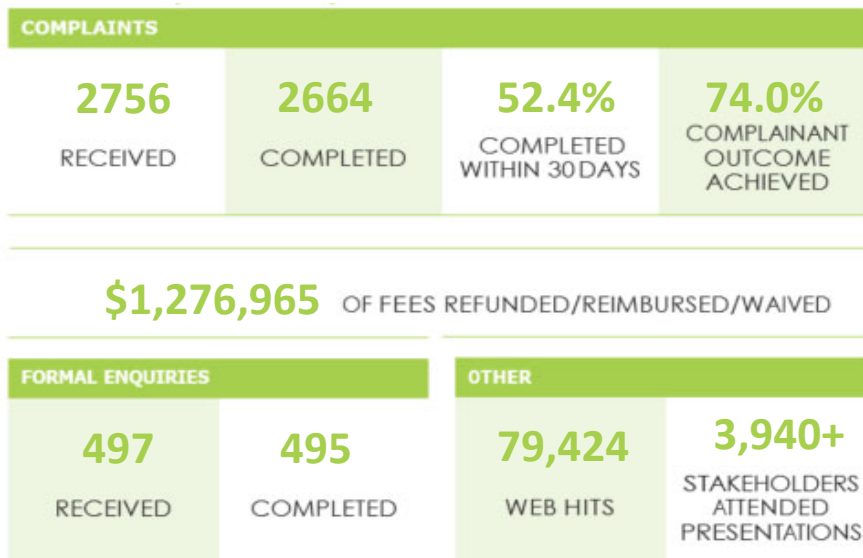 COMPLAINTS
2756
RECEIVED
2664
COMPLETED
52.4%
COMPLETED
WITHIN 30 DAYS
74.0%
COMPLAINANT
OUTCOME
ACHIEVED
$1,276,965 OF FEES REFUNDED/REIMBURSED/WAIVED
FORMAL ENQUIRIES
497
RECEIVED
495
COMPLETED
OTHER
79,424
WEB HITS
3,940+
STAKEHOLDERS
ATTENDED
PRESENTATIONS